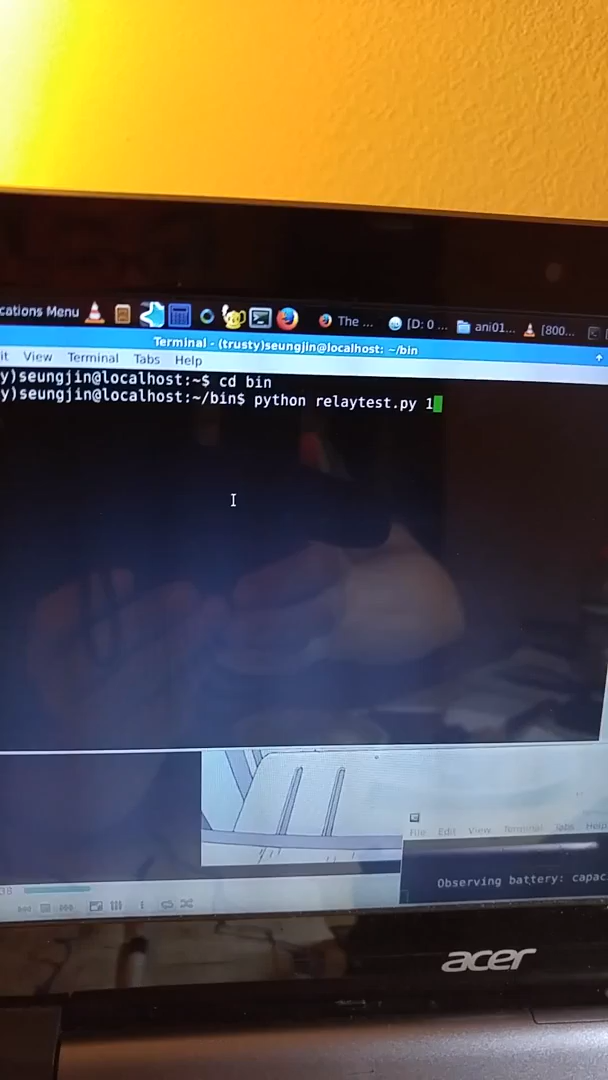 cations Menu The ... [D: 0 ... ani01... [800...
Terminal - (trusty)seungjin@localhost: ~/bin
it View Terminal Tabs Help
y)seungjin@localhost:~$ cd bin
y)seungjin@localhost:~/bin$ python relaytest.py 1
File Edit View Terminal Tabs Help
Observing battery: capac
38
acer